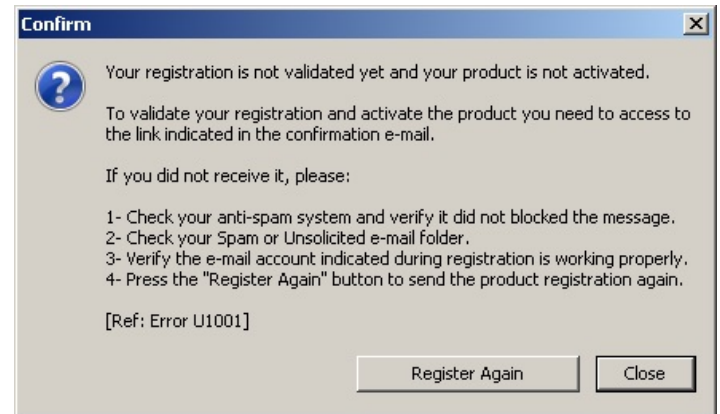 Confirm
Your registration is not validated yet and your product is not activated.
To validate your registration and activate the product you need to access to
the link indicated in the confirmation e-mail.
If you did not receive it, please:
1- Check your anti-spam system and verify it did not blocked the message.
2- Check your Spam or Unsolicited e-mail folder.
3- Verify the e-mail account indicated during registration is working properly.
4- Press the "Register Again" button to send the product registration again.
[Ref: Error U1001]
Register Again
Close